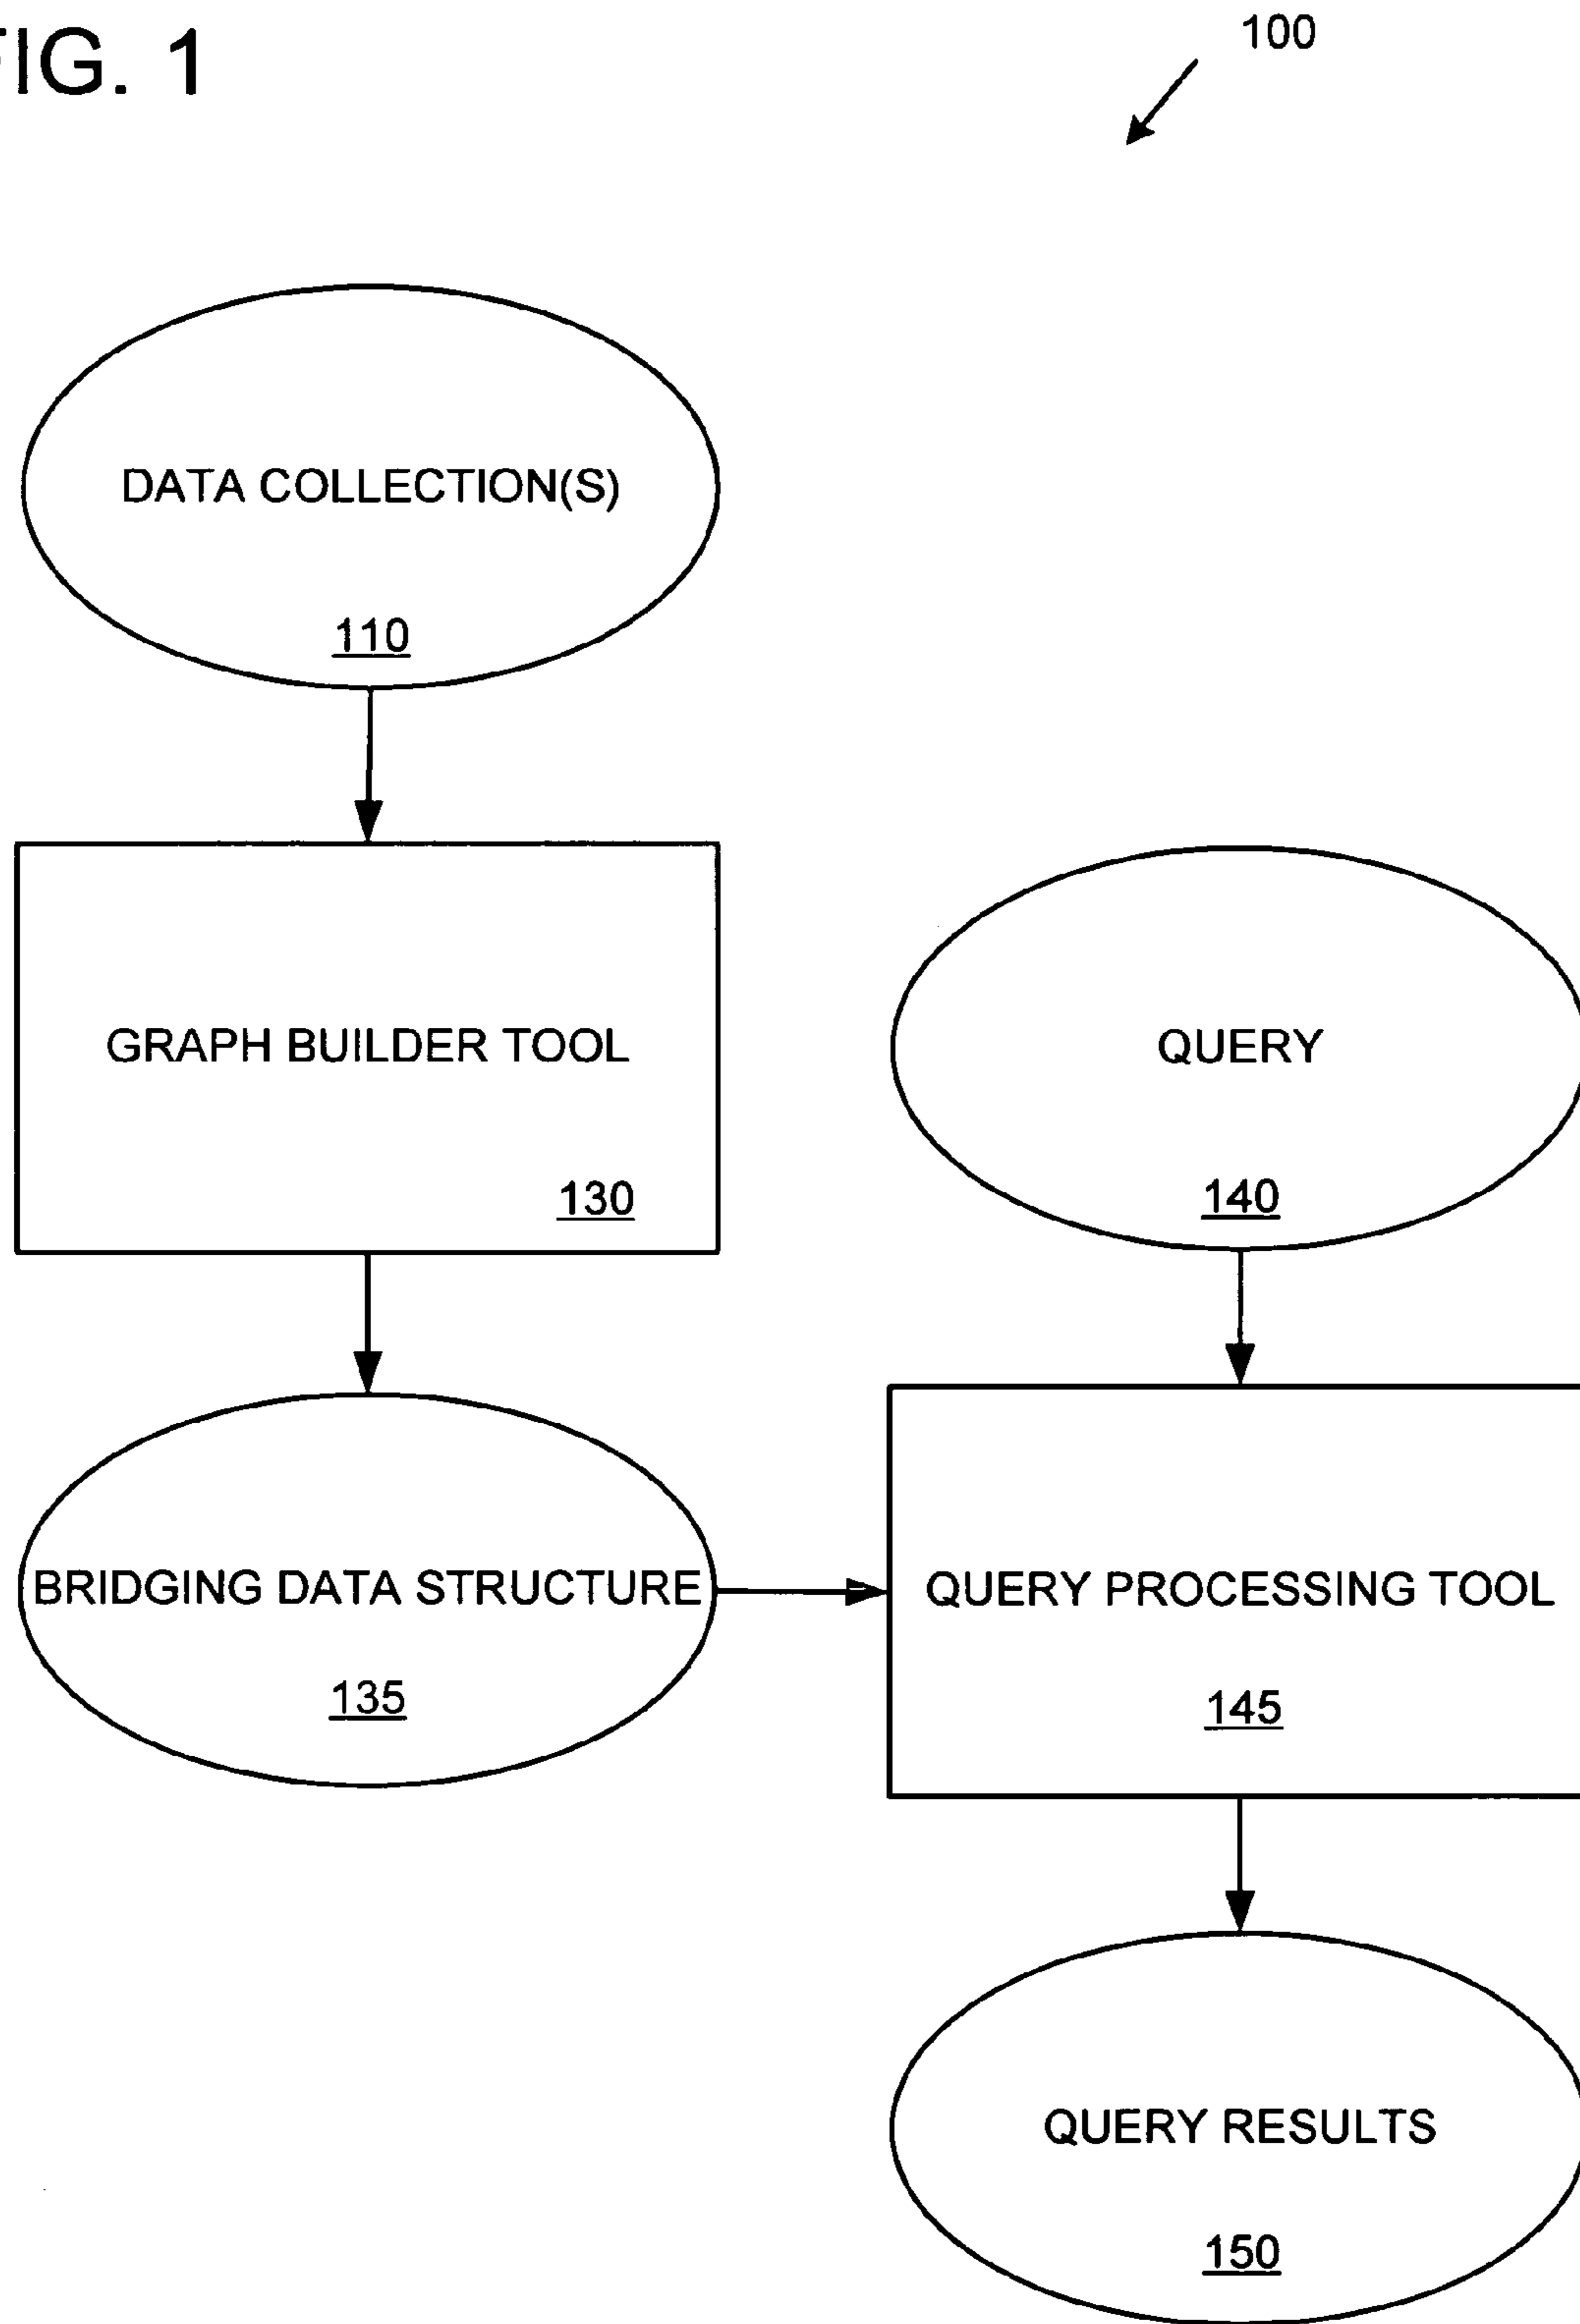 FIG. 1
100
DATA COLLECTION(S)
110
GRAPH BUILDER TOOL
130
QUERY
140
BRIDGING DATA STRUCTURE
135
QUERY PROCESSING TOOL
145
QUERY RESULTS
150